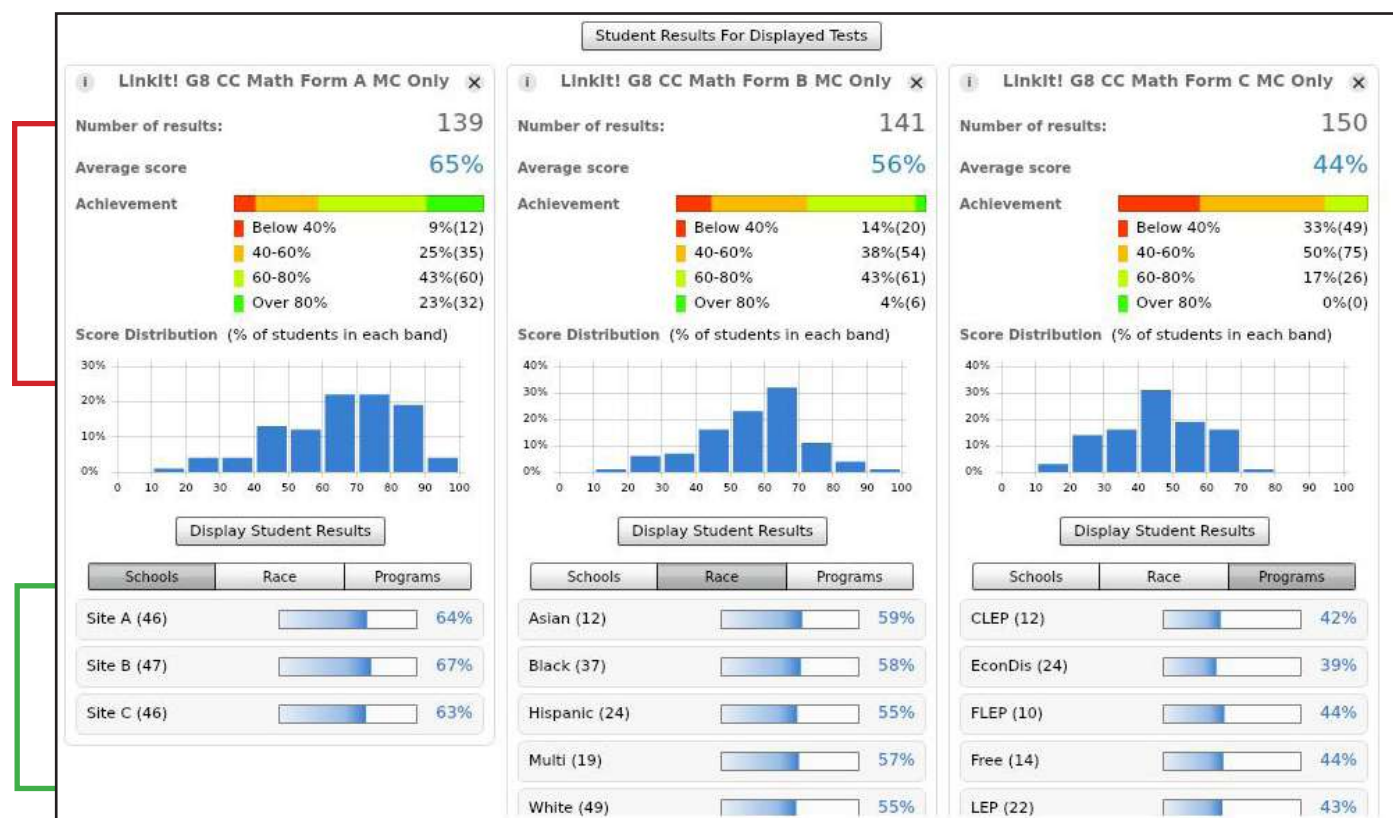 Student Results For Displayed Tests
i LinkIt! G8 CC Math Form A MC Only ×
Number of results: 139
Average score 65%
Achievement
Below 40% 9%(12)
40-60% 25%(35)
60-80% 43%(60)
Over 80% 23%(32)
Score Distribution (% of students in each band)
30%
20%
10%
0%
0 10 20 30 40 50 60 70 80 90 100
Display Student Results
Schools Race Programs
Site A (46) 64%
Site B (47) 67%
Site C (46) 63%
i LinkIt! G8 CC Math Form B MC Only ×
Number of results: 141
Average score 56%
Achievement
Below 40% 14%(20)
40-60% 38%(54)
60-80% 43%(61)
Over 80% 4%(6)
Score Distribution (% of students in each band)
40%
30%
20%
10%
0%
0 10 20 30 40 50 60 70 80 90 100
Display Student Results
Schools Race Programs
Asian (12) 59%
Black (37) 58%
Hispanic (24) 55%
Multi (19) 57%
White (49) 55%
i LinkIt! G8 CC Math Form C MC Only ×
Number of results: 150
Average score 44%
Achievement
Below 40% 33%(49)
40-60% 50%(75)
60-80% 17%(26)
Over 80% 0%(0)
Score Distribution (% of students in each band)
40%
30%
20%
10%
0%
0 10 20 30 40 50 60 70 80 90 100
Display Student Results
Schools Race Programs
CLEP (12) 42%
EconDis (24) 39%
FLEP (10) 44%
Free (14) 44%
LEP (22) 43%